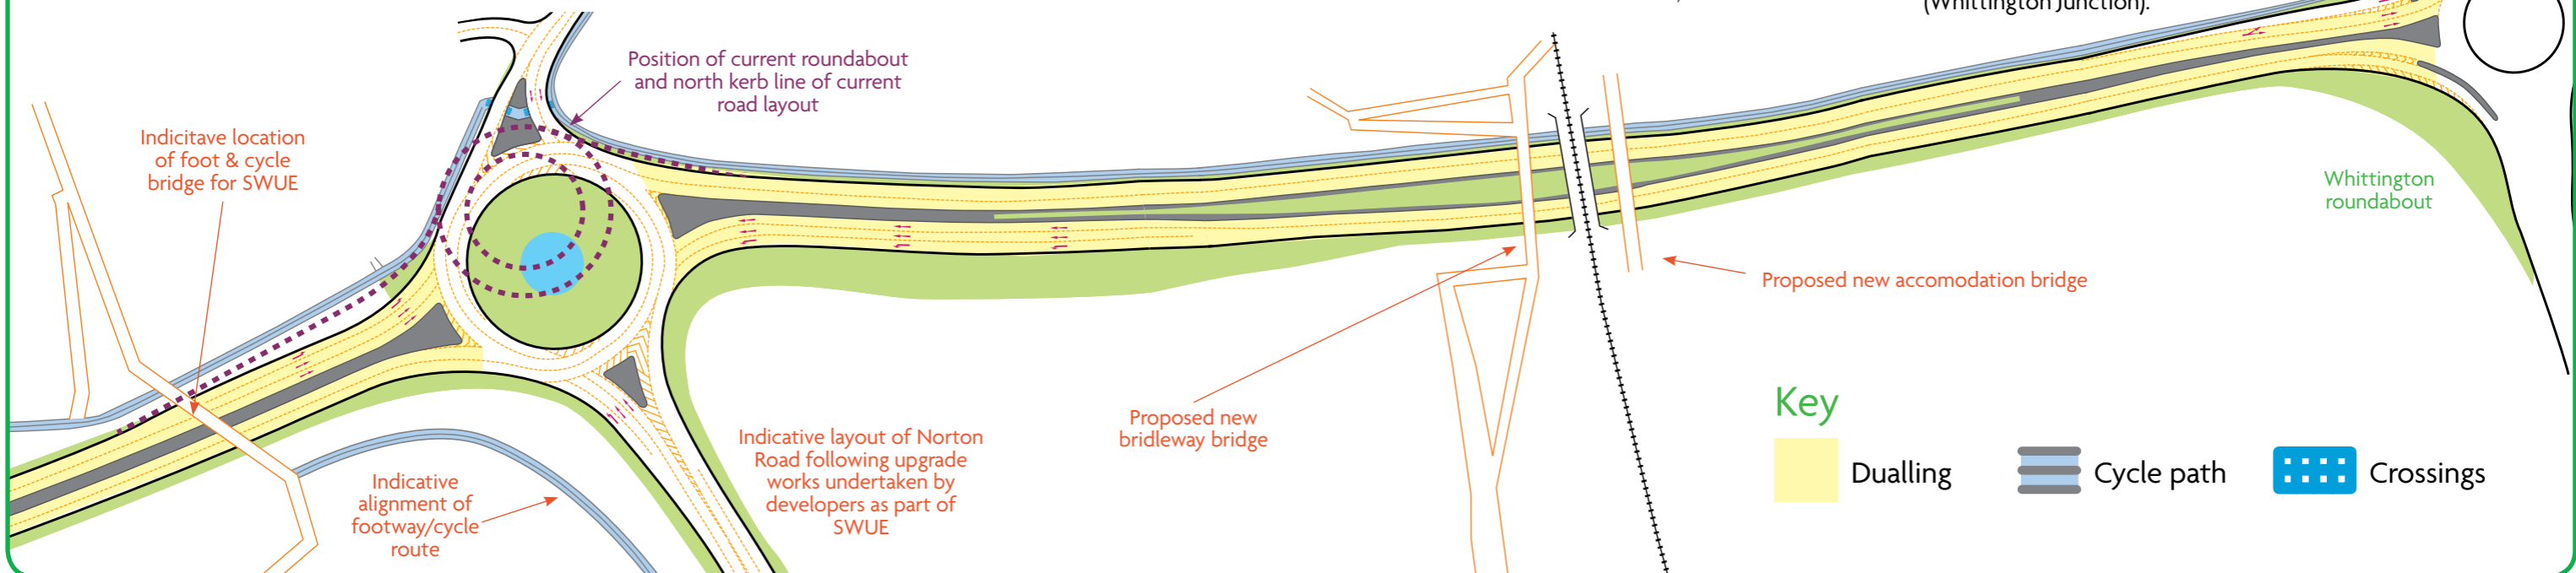 (Whittington Junction).
Position of current roundabout
and north kerb line of current
road layout
Indicitave location
of foot & cycle
bridge for SWUE
Whittington
roundabout
Proposed new accomodation bridge
Proposed new
bridleway bridge
Indicative layout of Norton
Road following upgrade
works undertaken by
developers as part of
SWUE
Indicative
alignment of
footway/cycle
route
Key
Dualling
Cycle path
Crossings